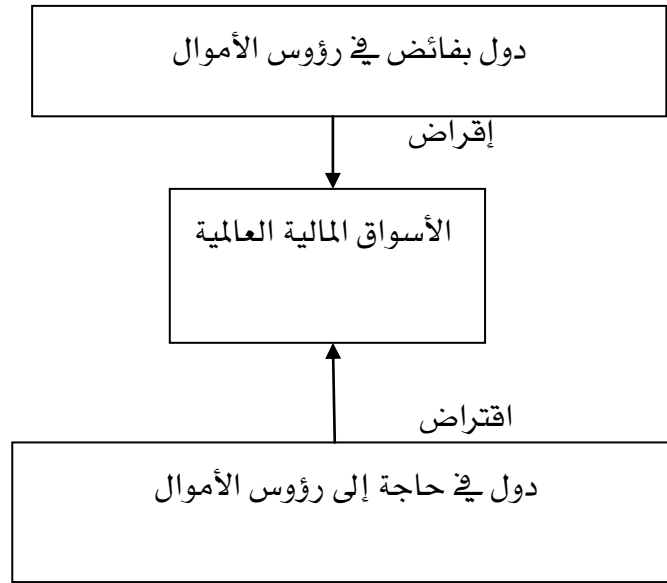 دول بفائض في رؤوس الأموال
إقراض
الأسواق المالية العالمية
اقتراض
دول في حاجة إلى رؤوس الأموال